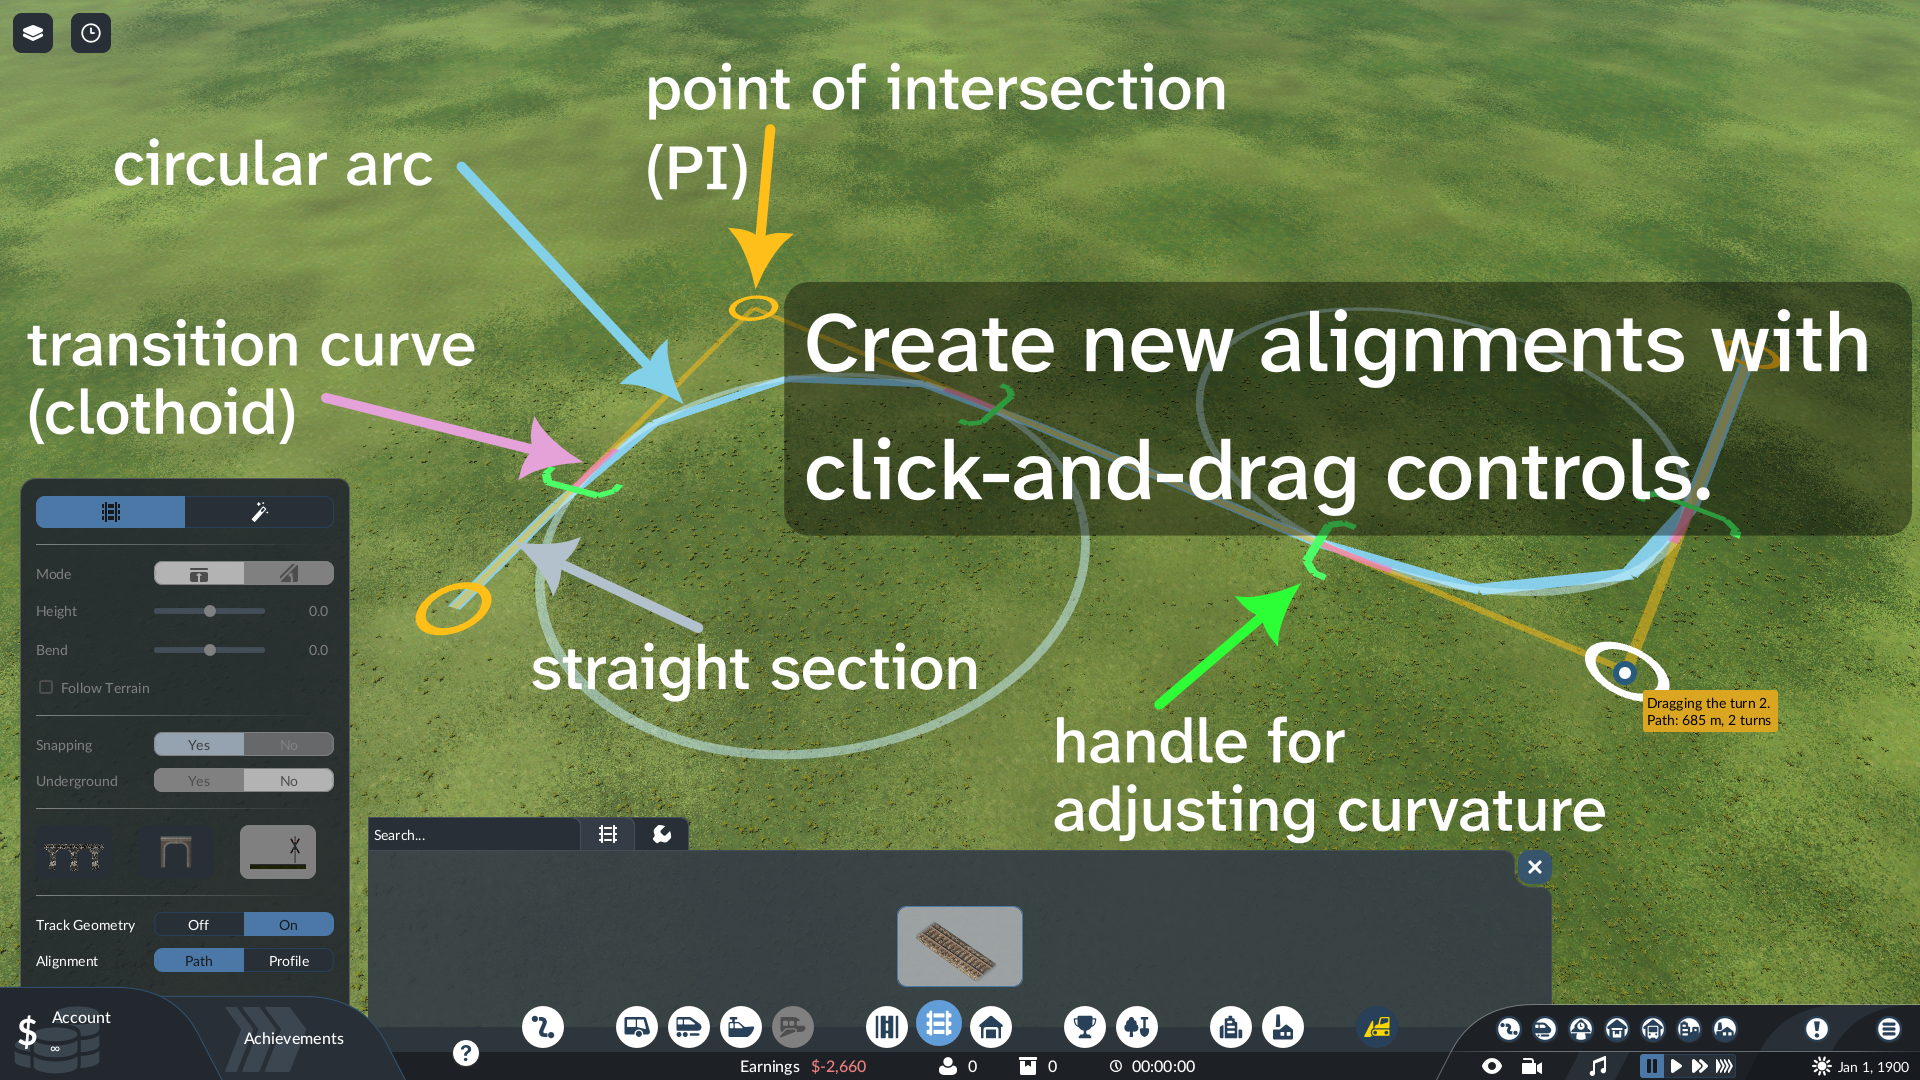 point of intersection
(PI)
circular arc
transition curve
(clothoid)
Create new alignments with
click-and-drag controls.
straight section
handle for
adjusting curvature
Dragging the turn 2.
Path: 685 m, 2 turns
Mode
Height 0.0
Bend 0.0
Follow Terrain
Snapping Yes No
Underground Yes No
Track Geometry Off On
Alignment Path Profile
Search...
$ Account
∞
Achievements
?
Earnings $-2,660 0 0 00:00:00
Jan 1, 1900